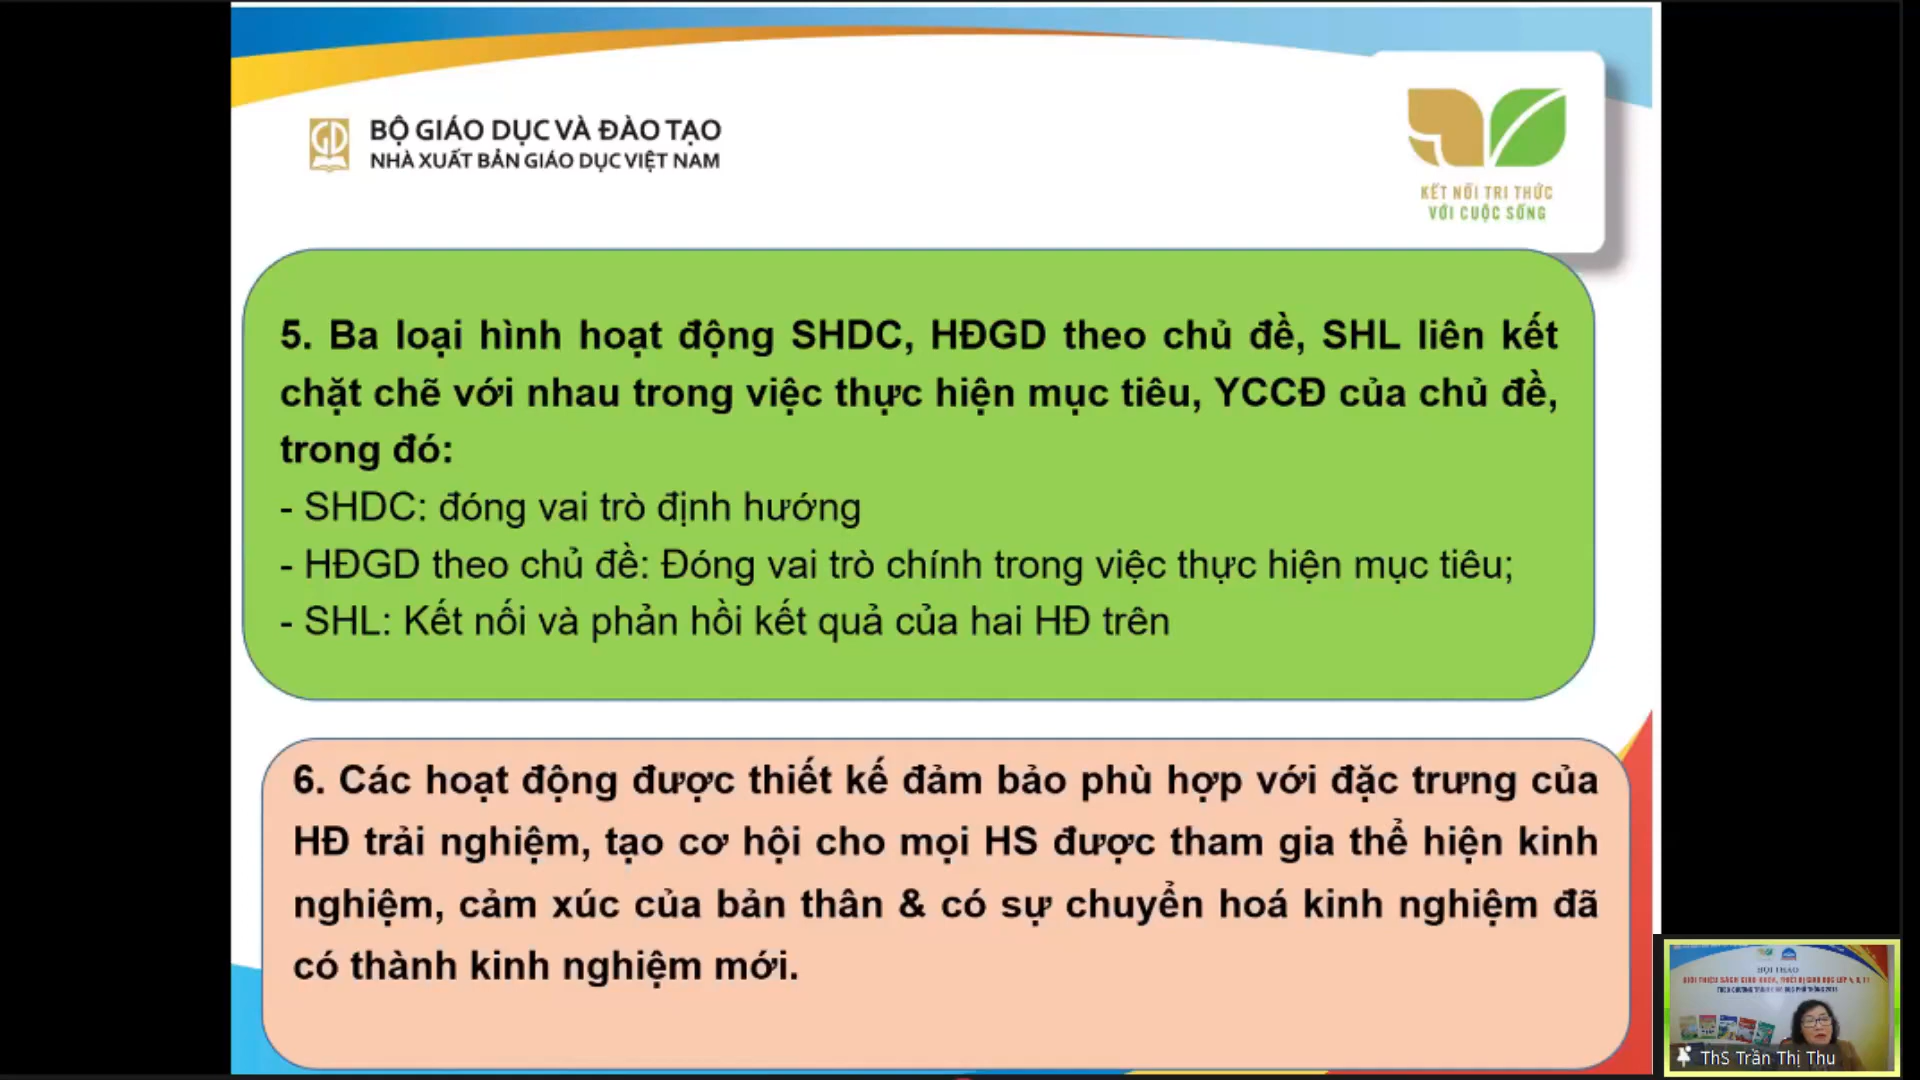 BỘ GIÁO DỤC VÀ ĐÀO TẠO
NHÀ XUẤT BẢN GIÁO DỤC VIỆT NAM
KẾT NỐI TRI THỨC
VỚI CUỘC SỐNG
5. Ba loại hình hoạt động SHDC, HĐGD theo chủ đề, SHL liên kết
chặt chẽ với nhau trong việc thực hiện mục tiêu, YCCĐ của chủ đề,
trong đó:
- SHDC: đóng vai trò định hướng
- HĐGD theo chủ đề: Đóng vai trò chính trong việc thực hiện mục tiêu;
- SHL: Kết nối và phản hồi kết quả của hai HĐ trên
6. Các hoạt động được thiết kế đảm bảo phù hợp với đặc trưng của
HĐ trải nghiệm, tạo cơ hội cho mọi HS được tham gia thể hiện kinh
nghiệm, cảm xúc của bản thân & có sự chuyển hoá kinh nghiệm đã
có thành kinh nghiệm mới.
HỘI THẢO
ThS Trần Thị Thu